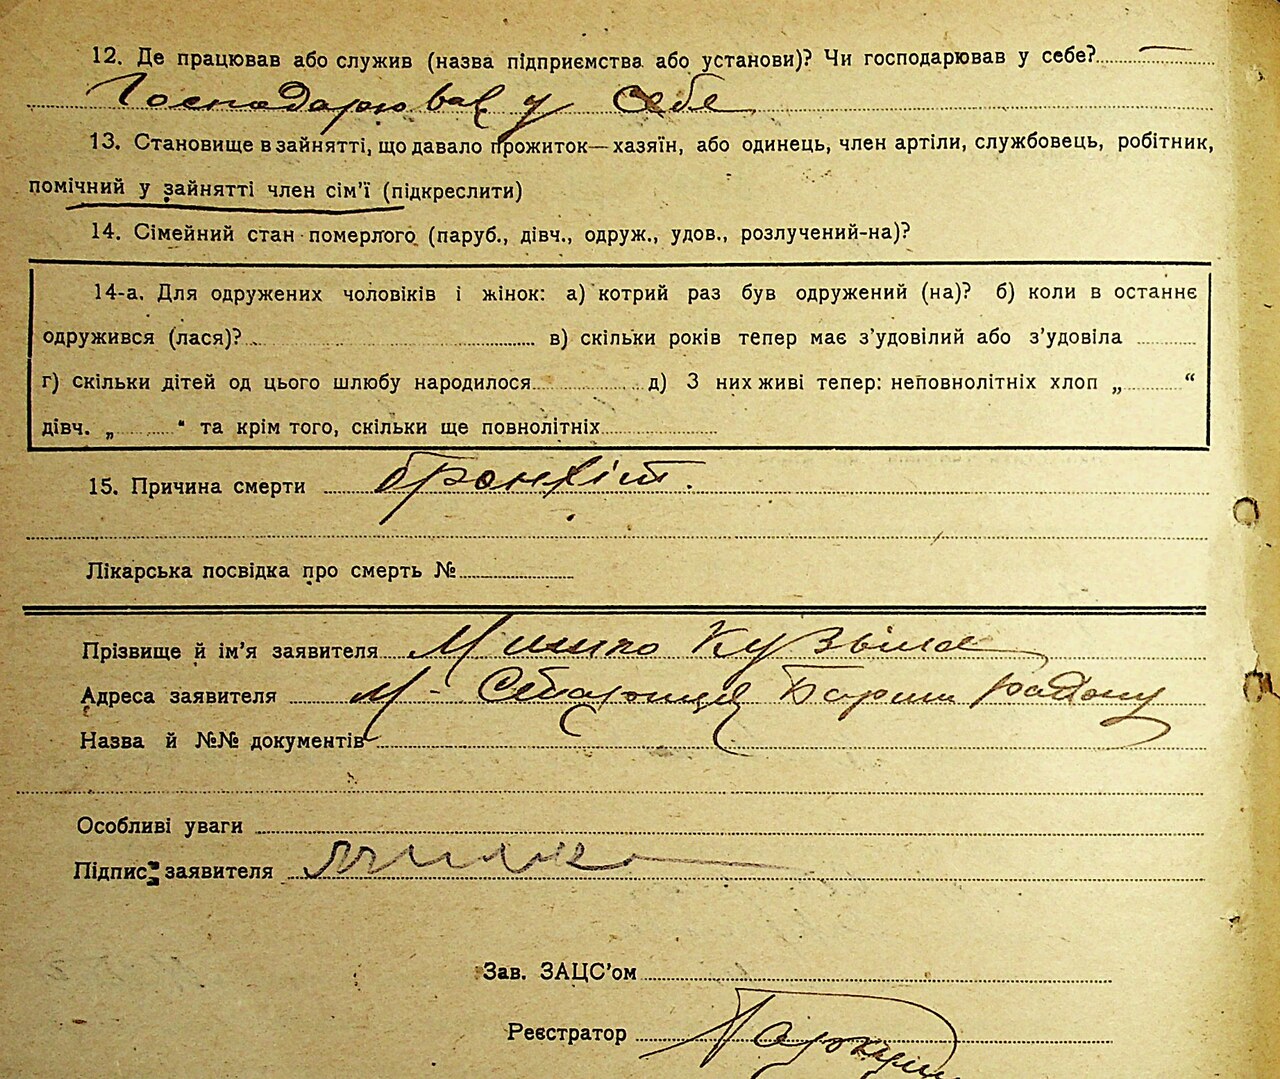 12. Де працював або служив (назва підприємства або установи)? Чи господарював у себе?
Господарював у себе
13. Становище в зайнятті, що давало прожиток—хазяїн, або одинець, член артіли, службовець, робітник,
помічний у зайнятті член сім'ї (підкреслити)
14. Сімейний стан померлого (паруб., дівч., одруж., удов., розлучений-на)?
14-а. Для одружених чоловіків і жінок: а) котрий раз був одружений (на)? б) коли в останнє
одружився (лася)? в) скільки років тепер має з'удовілий або з'удовіла
г) скільки дітей од цього шлюбу народилося д) З них живі тепер: неповнолітніх хлоп „ “
дівч. „ “ та крім того, скільки ще повнолітніх
15. Причина смерти бронхіт.
Лікарська посвідка про смерть №
Прізвище й ім'я заявителя Кузьма
Адреса заявителя м- району
Назва й №№ документів
Особливі уваги
Підпис заявителя
Зав. ЗАЦС'ом
Реєстратор